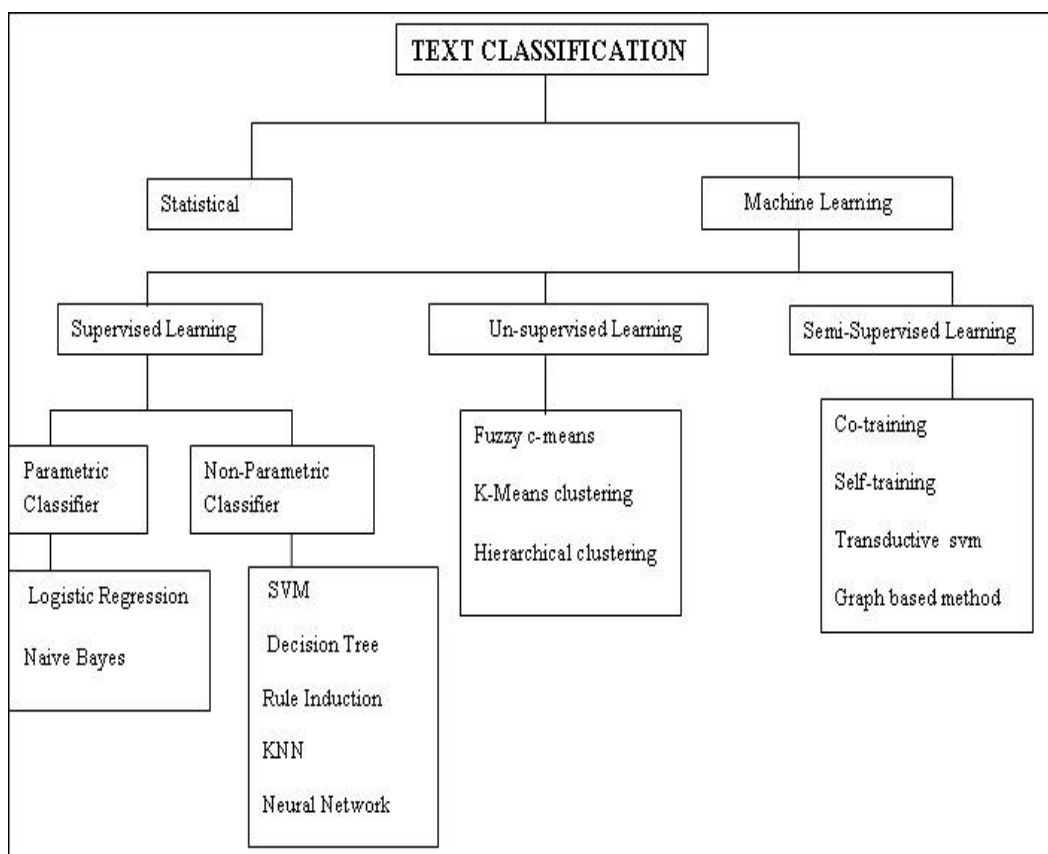 TEXT CLASSIFICATION
Statistical
Machine Learning
Supervised Learning
Un-supervised Learning
Semi-Supervised Learning
Parametric
Classifier
Non-Parametric
Classifier
Fuzzy c-means
K-Means clustering
Hierarchical clustering
Co-training
Self-training
Transductive svm
Graph based method
Logistic Regression
Naive Bayes
SVM
Decision Tree
Rule Induction
KNN
Neural Network